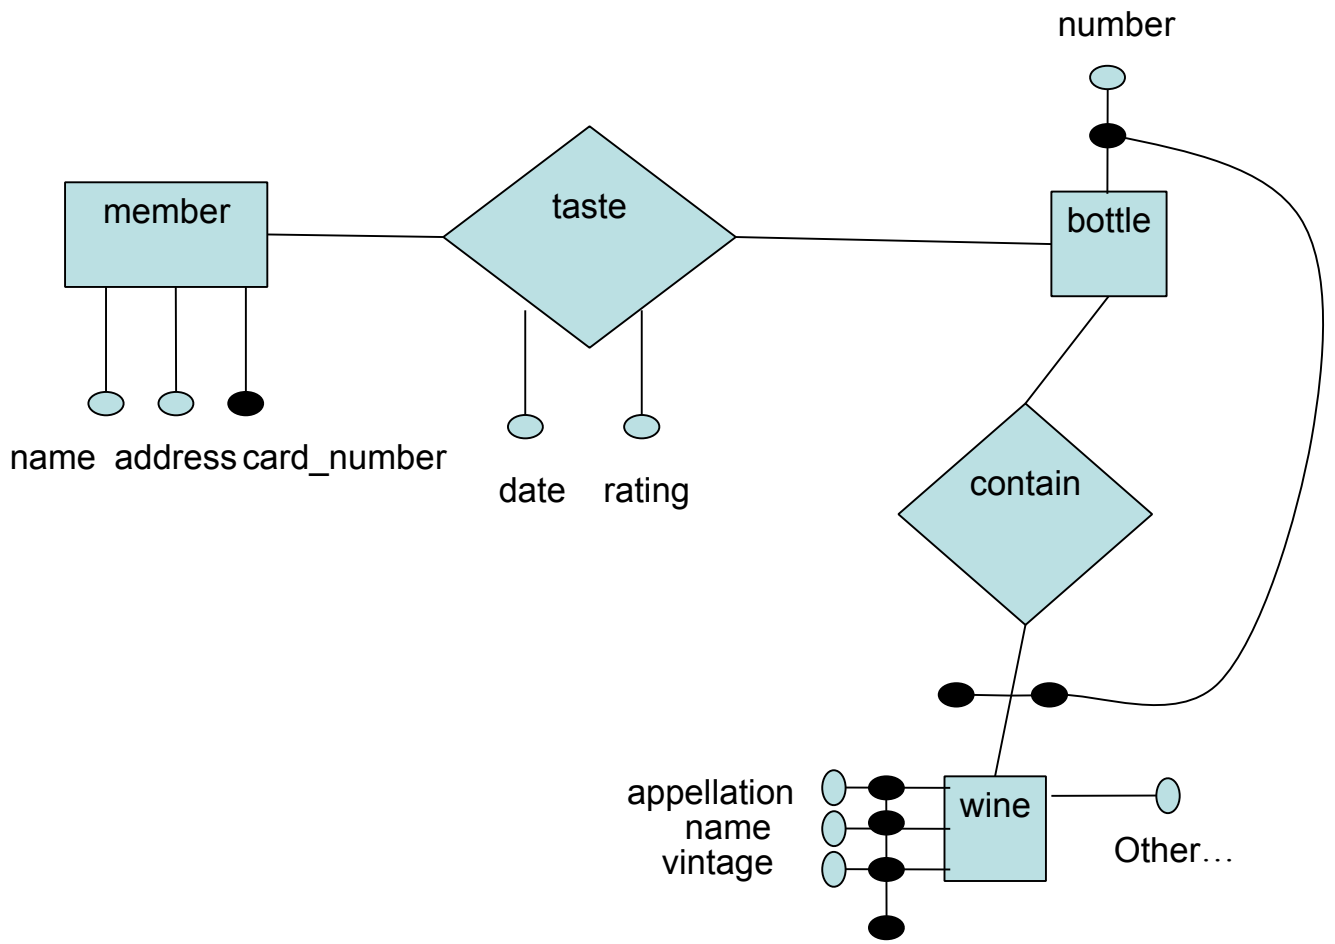 number
member
taste
bottle
name address card_number
date rating
contain
appellation
name
vintage
wine
Other…